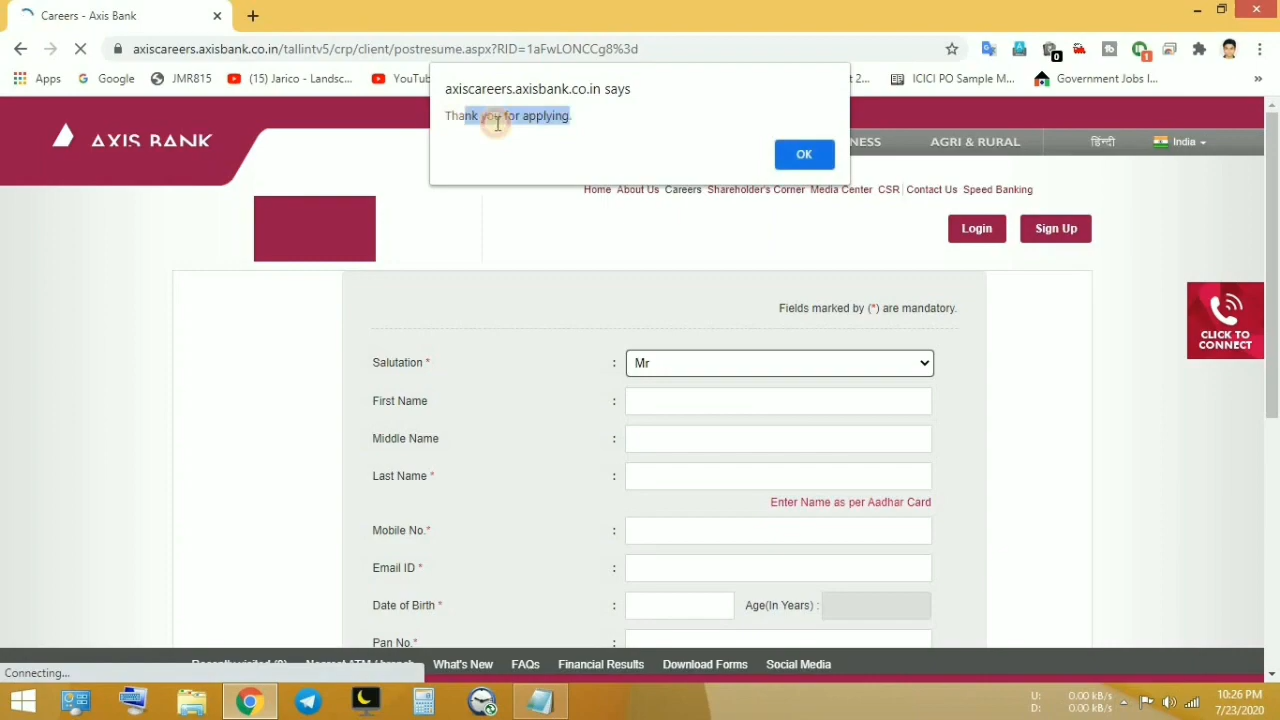 Careers - Axis Bank
axiscareers.axisbank.co.in/tallintv5/crp/client/postresume.aspx?RID=1aFwLONCCg8%3d
0
1
Apps
Google
JMR815
(15) Jarico - Landsc...
YouTub
2...
ICICI PO Sample M...
Government Jobs I...
»
axiscareers.axisbank.co.in says
Thank you for applying.
OK
AXIS BANK
NESS
AGRI & RURAL
हिंदी
India
Home About Us Careers Shareholder's Corner Media Center CSR Contact Us Speed Banking
Login
Sign Up
CLICK TO
CONNECT
Fields marked by (*) are mandatory.
Salutation * : Mr
First Name :
Middle Name :
Last Name * :
Enter Name as per Aadhar Card
Mobile No.* :
Email ID * :
Date of Birth * : Age(In Years) :
Pan No.* :
What's New
FAQs
Financial Results
Download Forms
Social Media
Connecting...
U: 0.00 kB/s
D: 0.00 kB/s
10:26 PM
7/23/2020